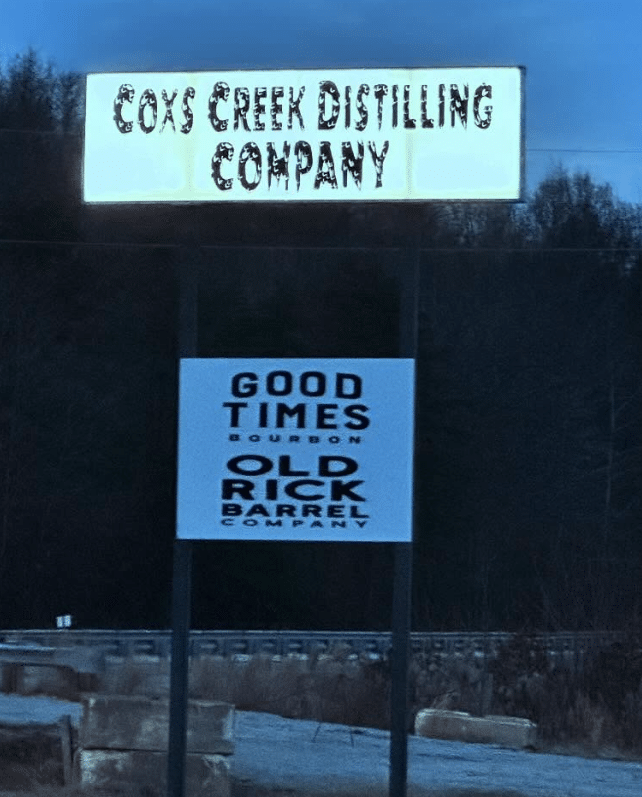 COXS CREEK DISTILLING
COMPANY
GOOD
TIMES
BOURBON
OLD
RICK
BARREL
COMPANY